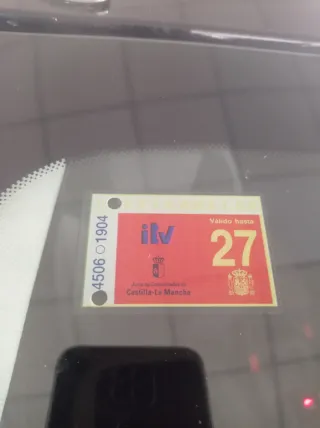 4506 1904
itv
Válido hasta
27
Castilla-La Mancha